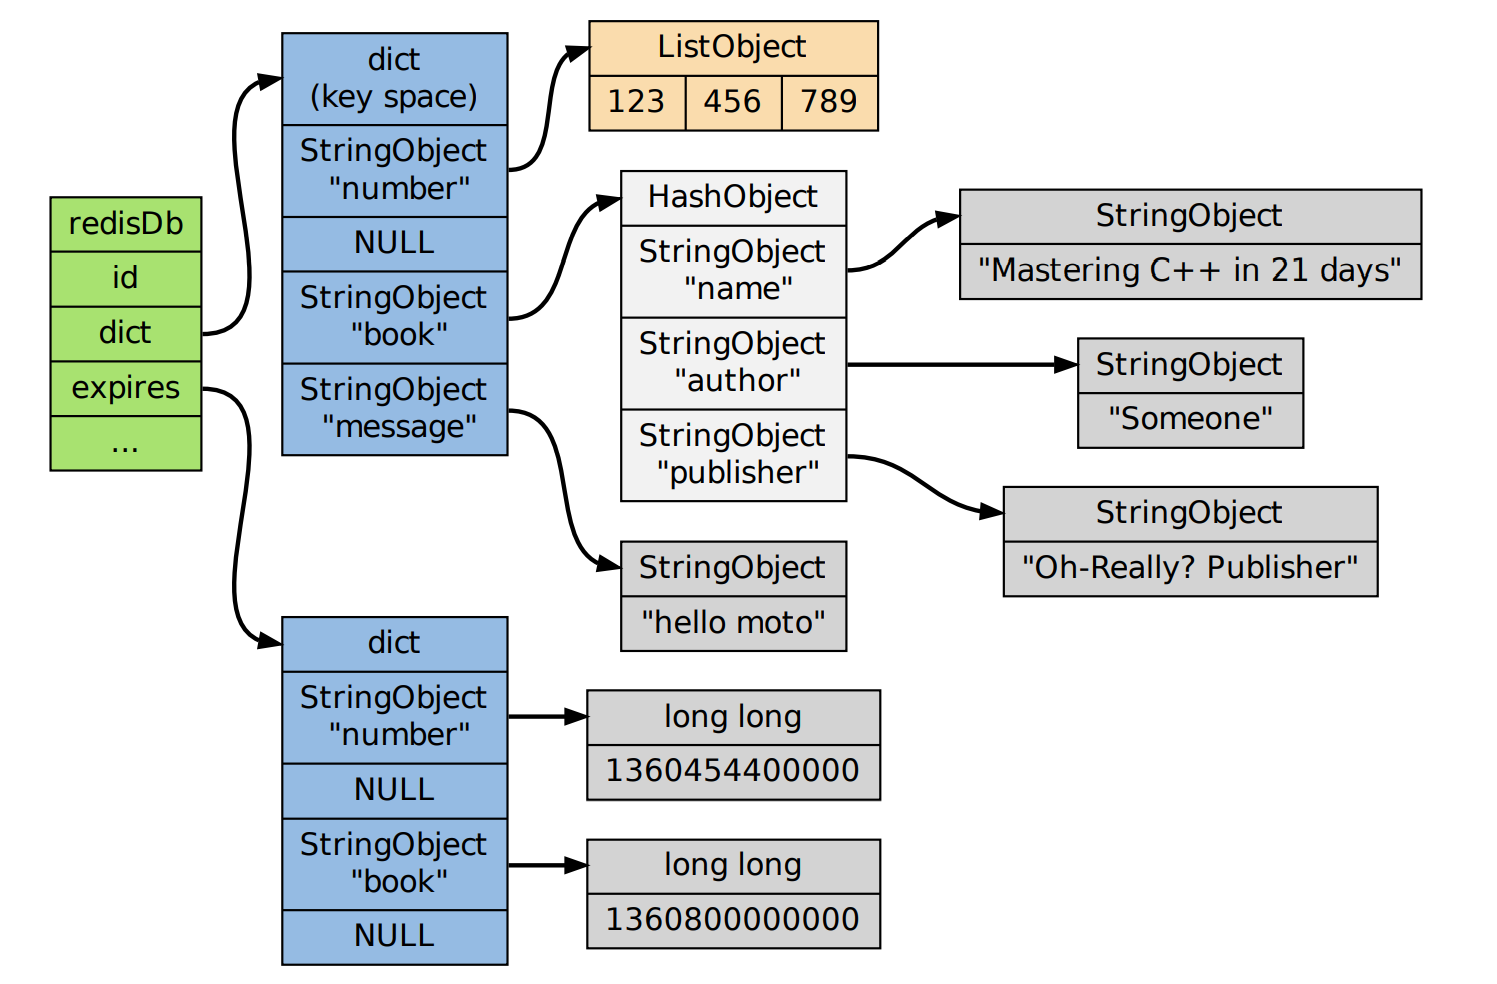 redisDb
id
dict
expires
...
dict
(key space)
StringObject
"number"
NULL
StringObject
"book"
StringObject
"message"
ListObject
123 456 789
HashObject
StringObject
"name"
StringObject
"author"
StringObject
"publisher"
StringObject
"Mastering C++ in 21 days"
StringObject
"Someone"
StringObject
"Oh-Really? Publisher"
StringObject
"hello moto"
dict
StringObject
"number"
NULL
StringObject
"book"
NULL
long long
1360454400000
long long
1360800000000